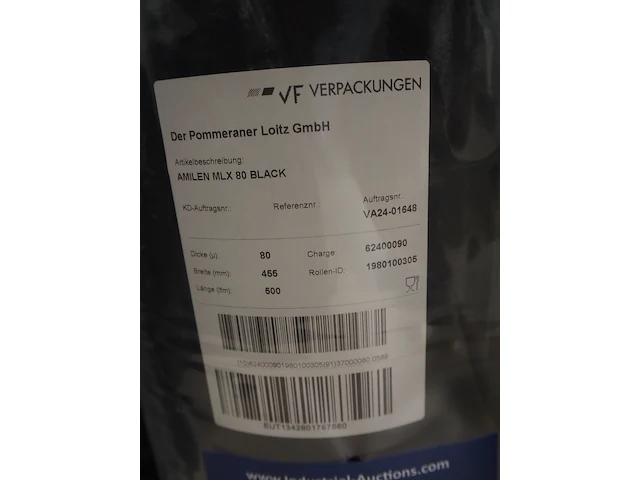 VF VERPACKUNGEN
Der Pommeraner Loitz GmbH
Artikelbeschreibung:
AMILEN MLX 80 BLACK
KD-Auftragsnr.: Referenznr.: Auftragsnr.:
VA24-01648
Dicke (µ): 80 Charge: 62400090
Breite (mm): 455 Rollen-ID: 1980100305
Länge (lfm): 500
EUT1342801767560
www.Industrial-Auctions.com